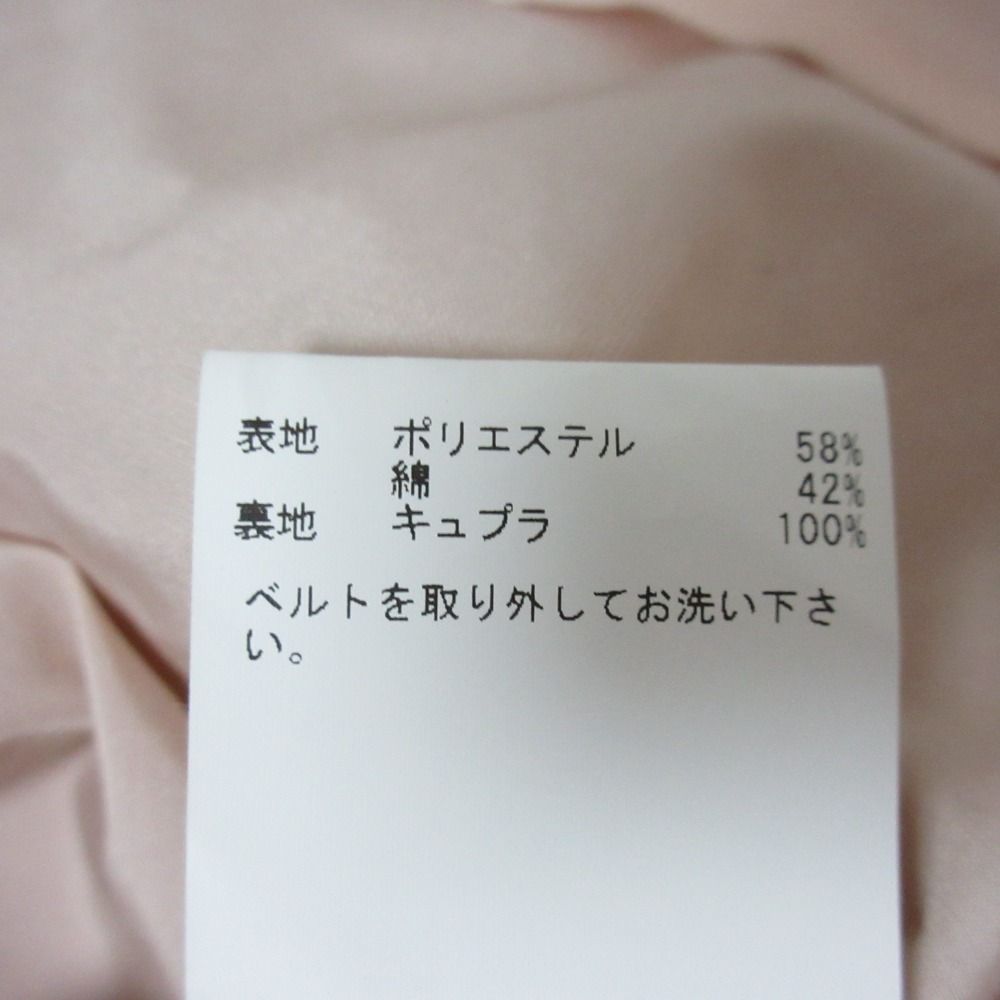 表地 ポリエステル 58%
綿 42%
裏地 キュプラ 100%
ベルトを取り外してお洗い下さ
い。